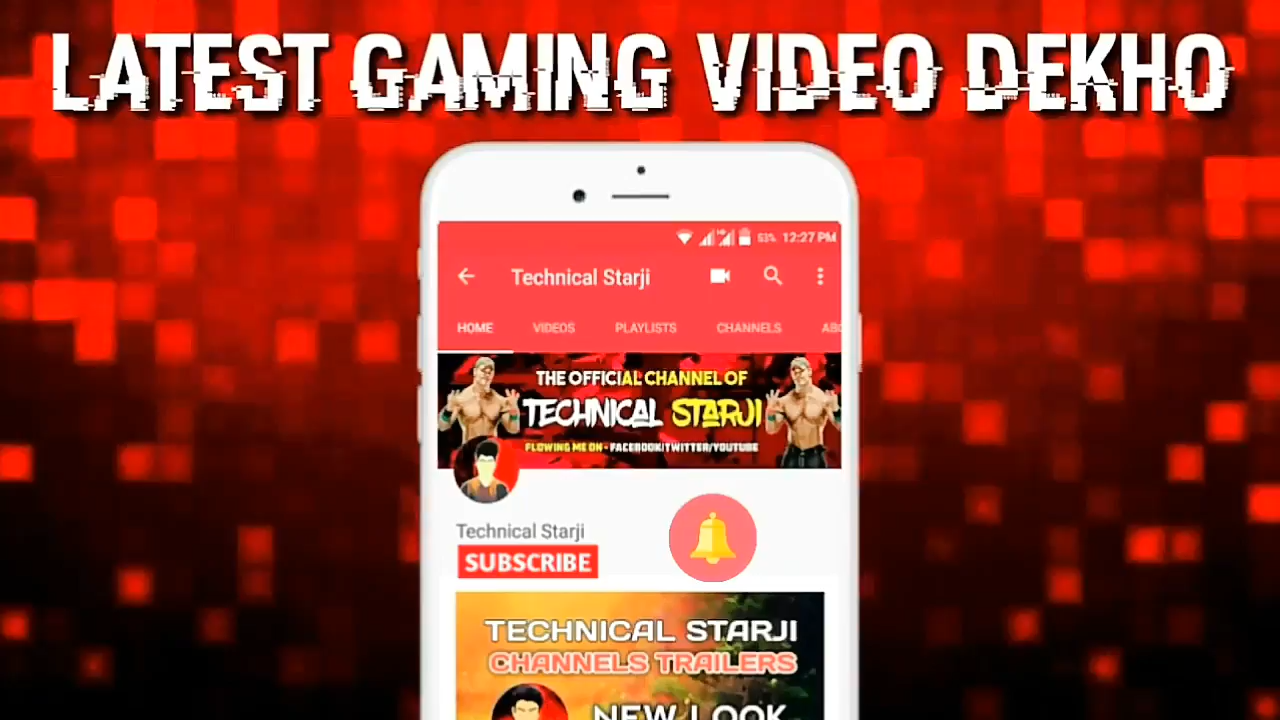 LATEST GAMING VIDEO DEKHO
53% 12:27 PM
Technical Starji
HOME VIDEOS PLAYLISTS CHANNELS ABO
THE OFFICIAL CHANNEL OF
TECHNICAL STARJI
FLOWING ME ON - FACEBOOK/TWITTER/YOUTUBE
Technical Starji
SUBSCRIBE
TECHNICAL STARJI
CHANNELS TRAILERS
NEW LOOK